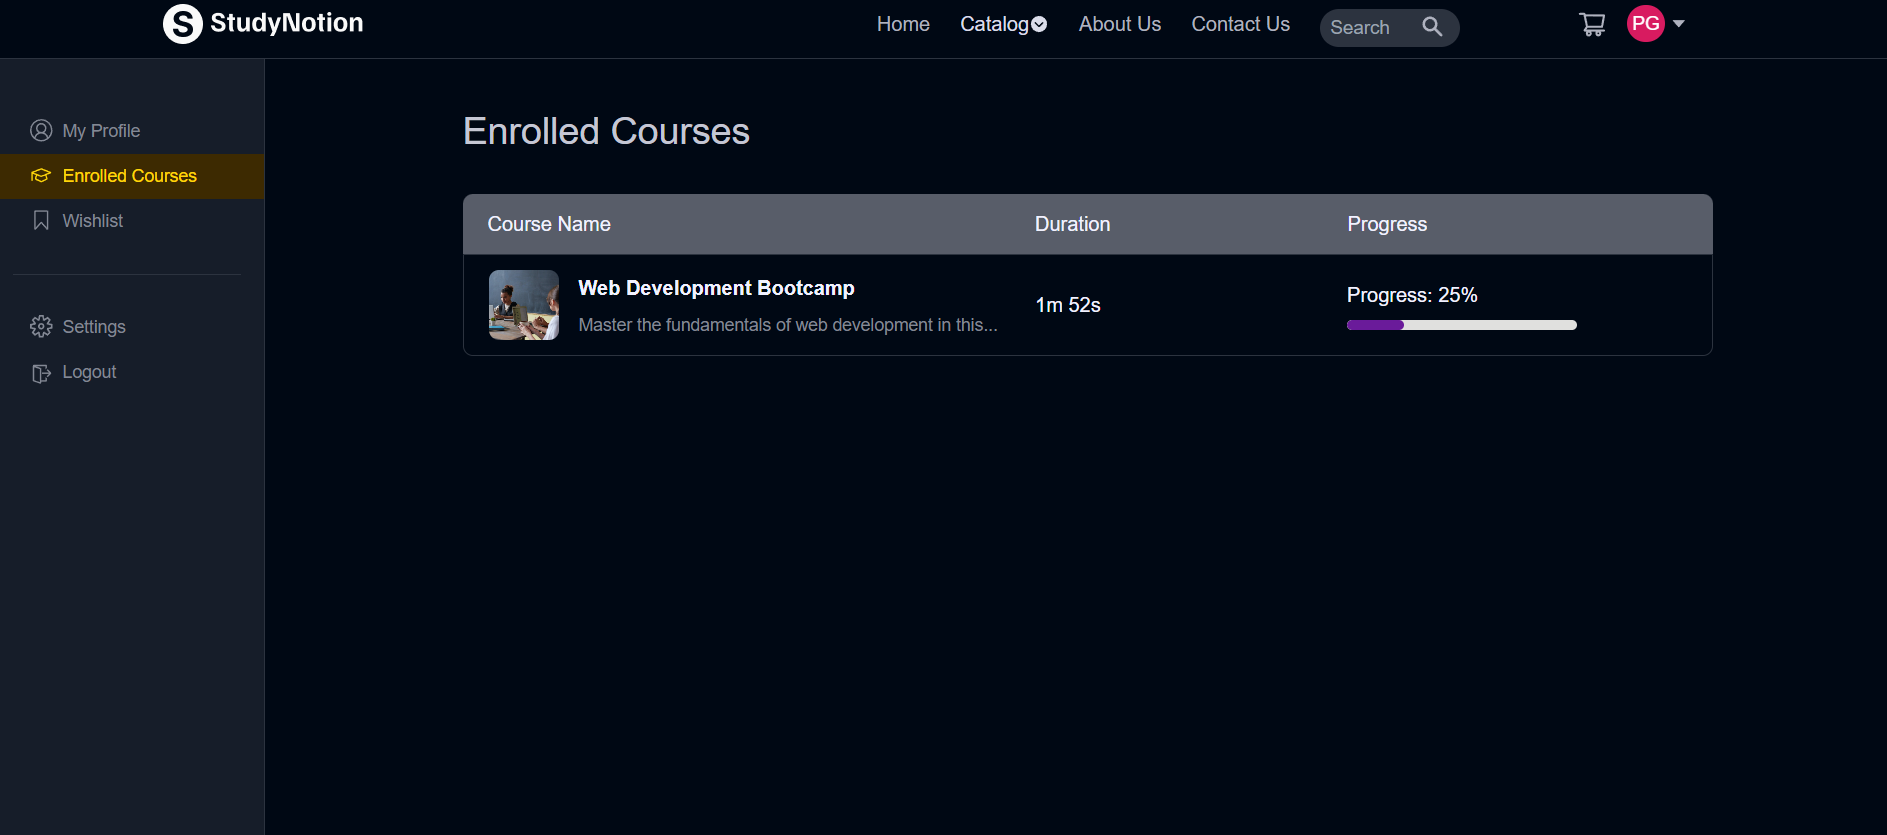 StudyNotion
Home Catalog About Us Contact Us Search PG
My Profile
Enrolled Courses
Wishlist
Settings
Logout
Enrolled Courses
Course Name Duration Progress
Web Development Bootcamp
Master the fundamentals of web development in this...
1m 52s
Progress: 25%